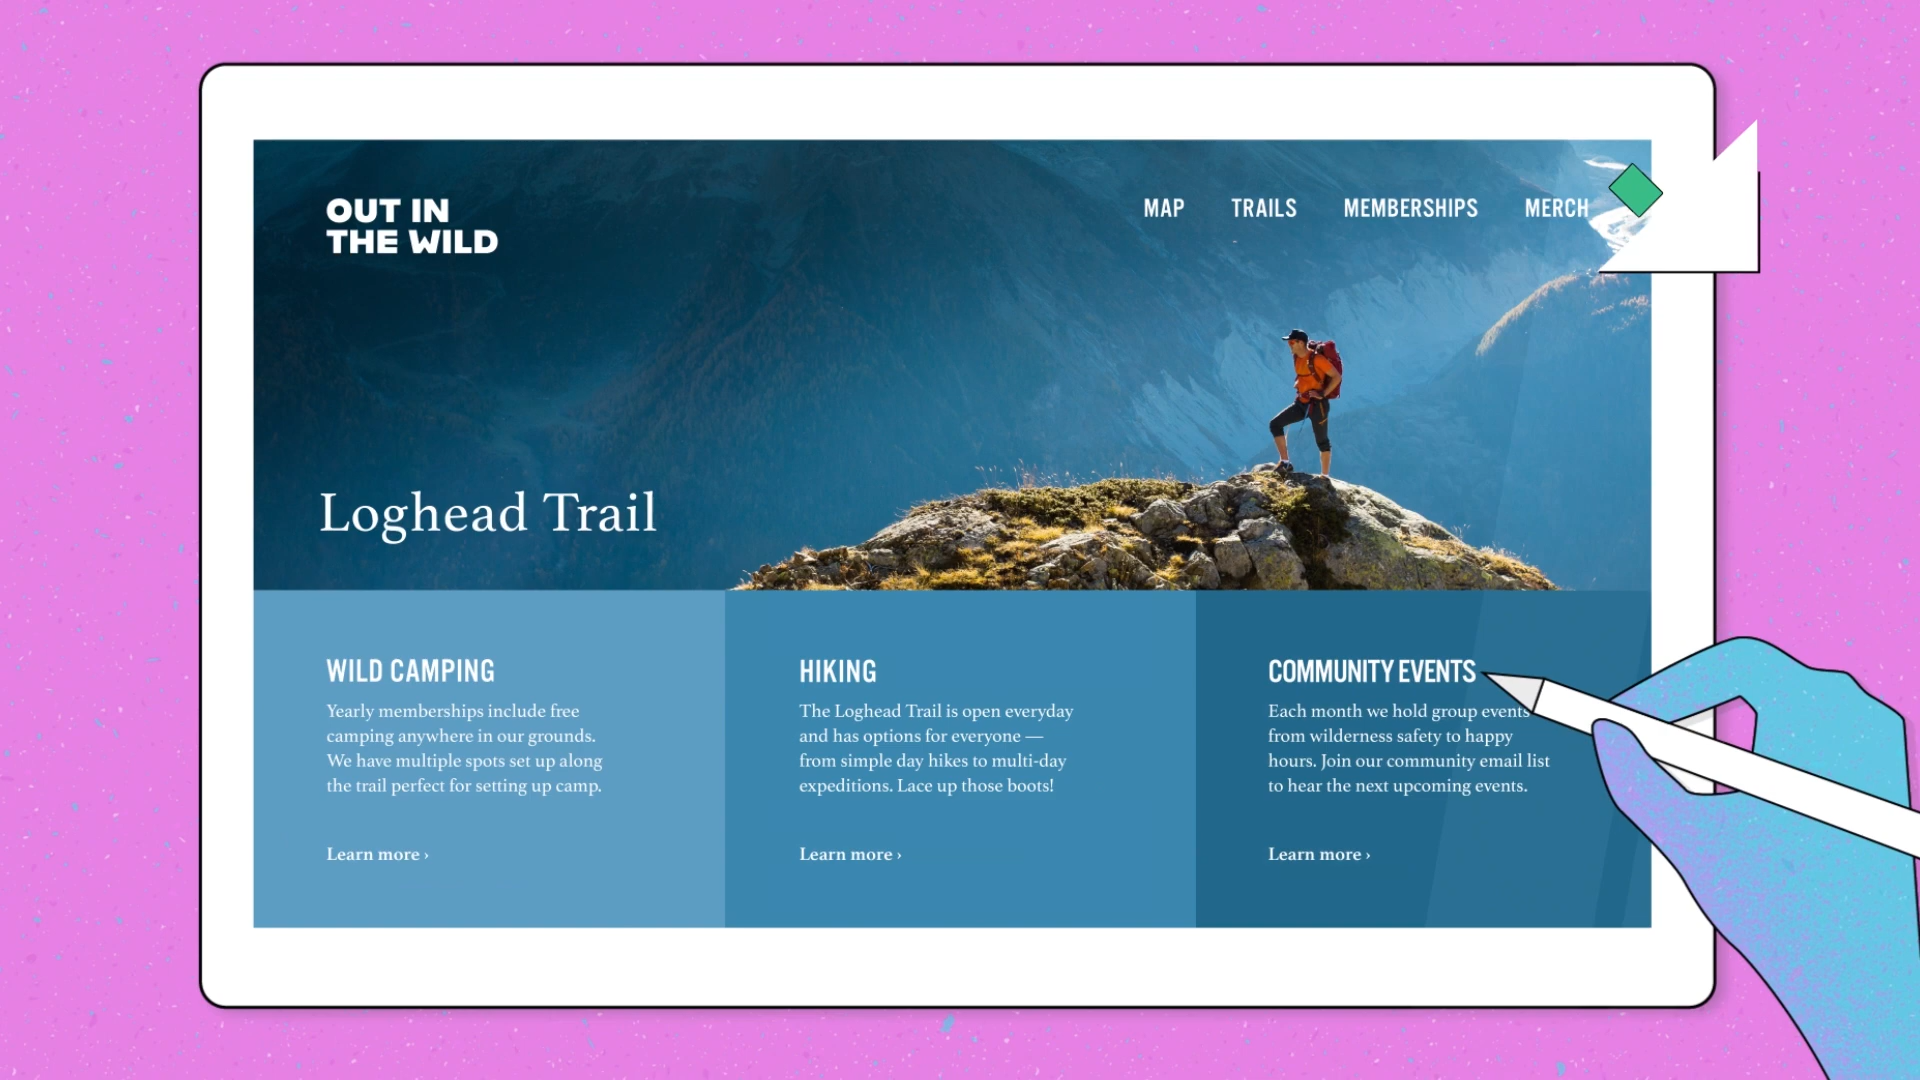 OUT IN
THE WILD
MAP TRAILS MEMBERSHIPS MERCH
Loghead Trail
WILD CAMPING
Yearly memberships include free
camping anywhere in our grounds.
We have multiple spots set up along
the trail perfect for setting up camp.
Learn more ›
HIKING
The Loghead Trail is open everyday
and has options for everyone —
from simple day hikes to multi-day
expeditions. Lace up those boots!
Learn more ›
COMMUNITY EVENTS
Each month we hold group events
from wilderness safety to happy
hours. Join our community email list
to hear the next upcoming events.
Learn more ›